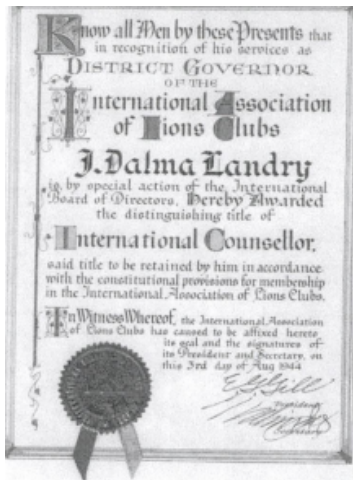 Know all Men by these Presents that
in recognition of his services as
DISTRICT GOVERNOR
OF THE
International Association
of Lions Clubs
J. Dalma Landry
is, by special action of the International
Board of Directors, Hereby Awarded
the distinguishing title of
International Counsellor,
said title to be retained by him in accordance
with the constitutional provisions for membership
in the International Association of Lions Clubs.
In Witness Whereof, the International Association
of Lions Clubs has caused to be affixed hereto
its seal and the signatures of
its President and Secretary, on
this 3rd day of Aug 1944
President
Secretary